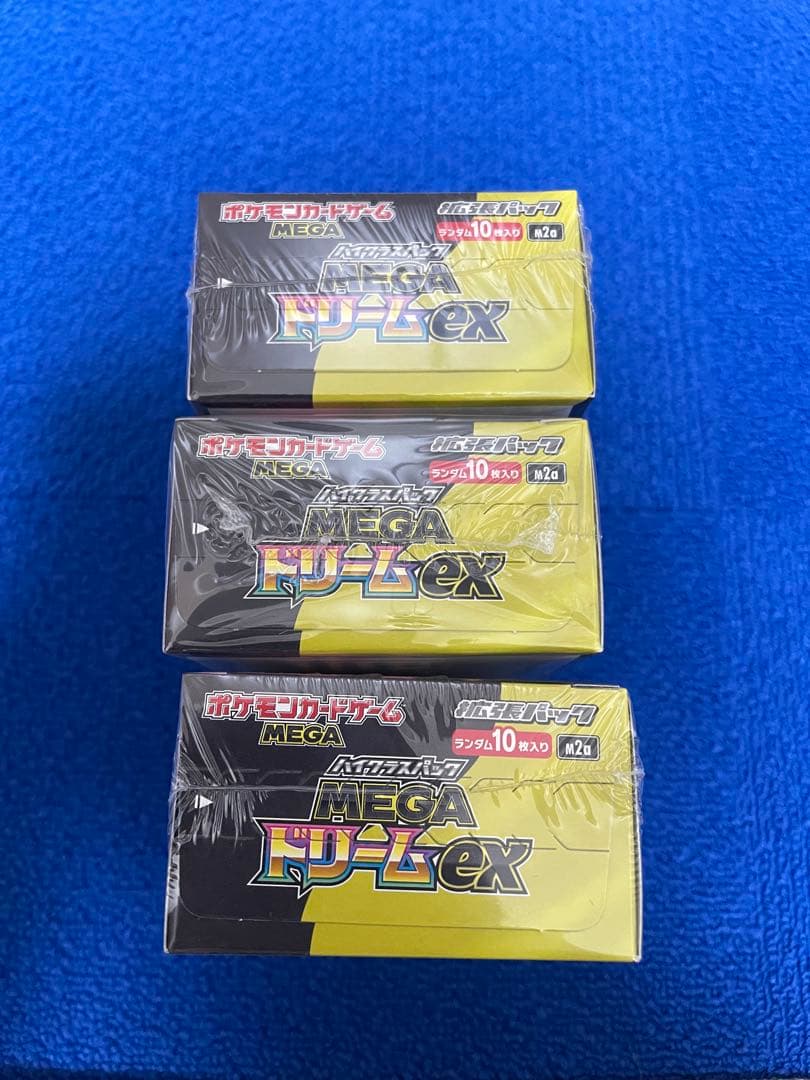 ポケモンカードゲーム
MEGA
拡張パック
ランダム10枚入り
M2a
ハイクラスパック
MEGA
ドリームex
ポケモンカードゲーム
MEGA
拡張パック
ランダム10枚入り
M2a
ハイクラスパック
MEGA
ドリームex
ポケモンカードゲーム
MEGA
拡張パック
ランダム10枚入り
M2a
ハイクラスパック
MEGA
ドリームex